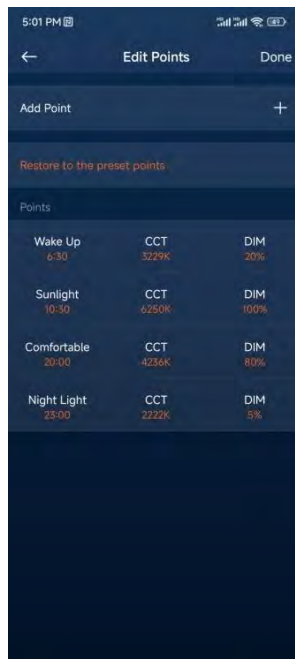 5:01 PM
Edit Points Done
Add Point +
Restore to the preset points
Points
Wake Up CCT DIM
6:30 3229K 20%
Sunlight CCT DIM
10:30 6250K 100%
Comfortable CCT DIM
20:00 4236K 80%
Night Light CCT DIM
23:00 2222K 5%